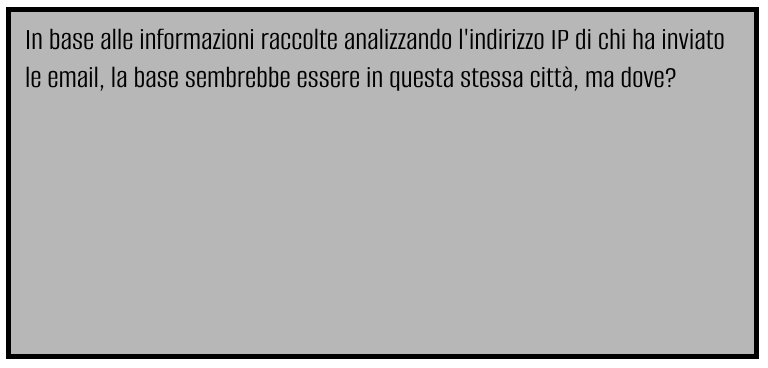 In base alle informazioni raccolte analizzando l'indirizzo IP di chi ha inviato
le email, la base sembrebbe essere in questa stessa città, ma dove?